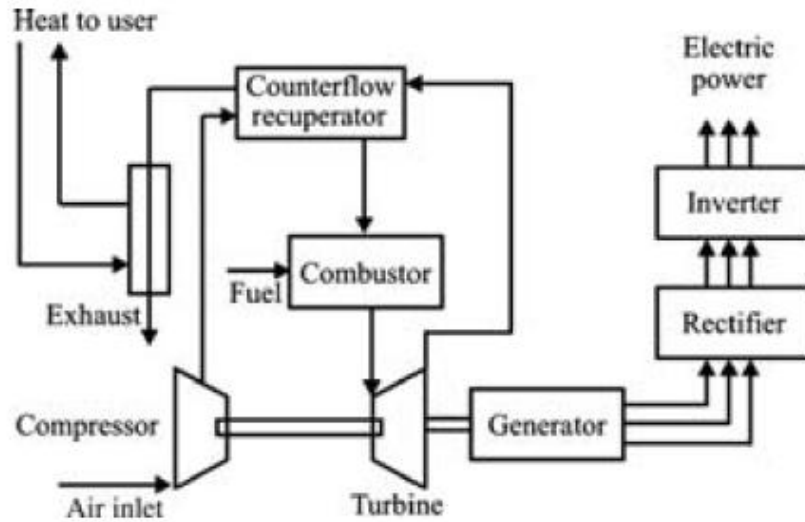 Heat to user
Counterflow
recuperator
Electric
power
Inverter
Combustor
Fuel
Exhaust
Rectifier
Compressor
Generator
Air inlet
Turbine